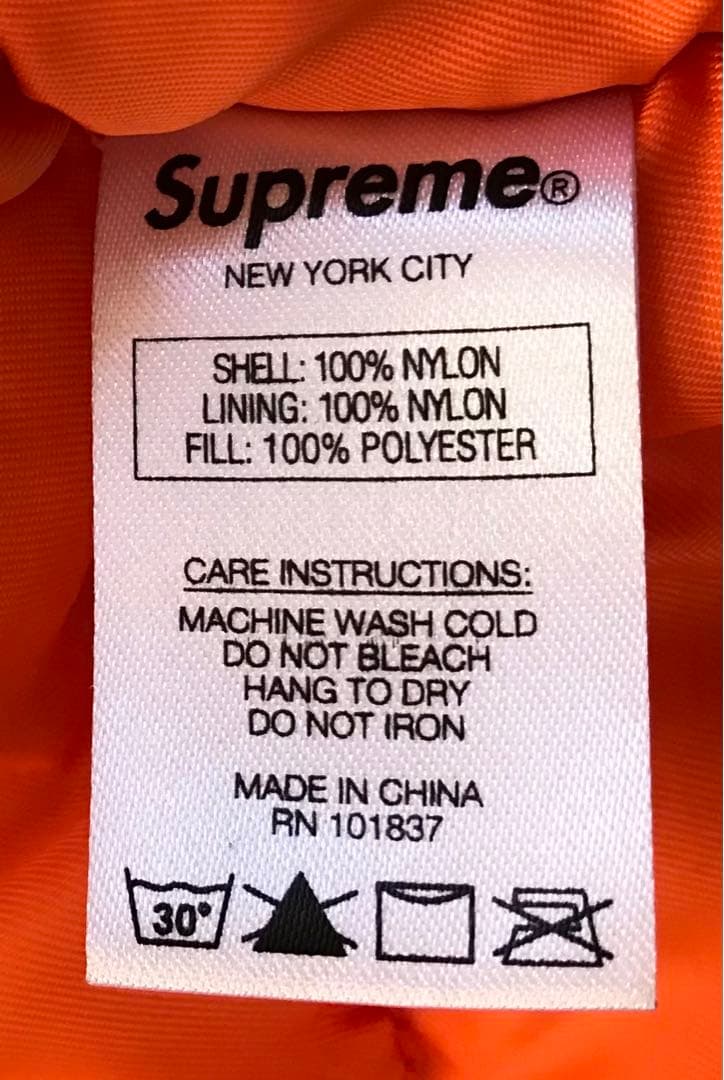 Supreme®
NEW YORK CITY
SHELL: 100% NYLON
LINING: 100% NYLON
FILL: 100% POLYESTER
CARE INSTRUCTIONS:
MACHINE WASH COLD
DO NOT BLEACH
HANG TO DRY
DO NOT IRON
MADE IN CHINA
RN 101837
30°